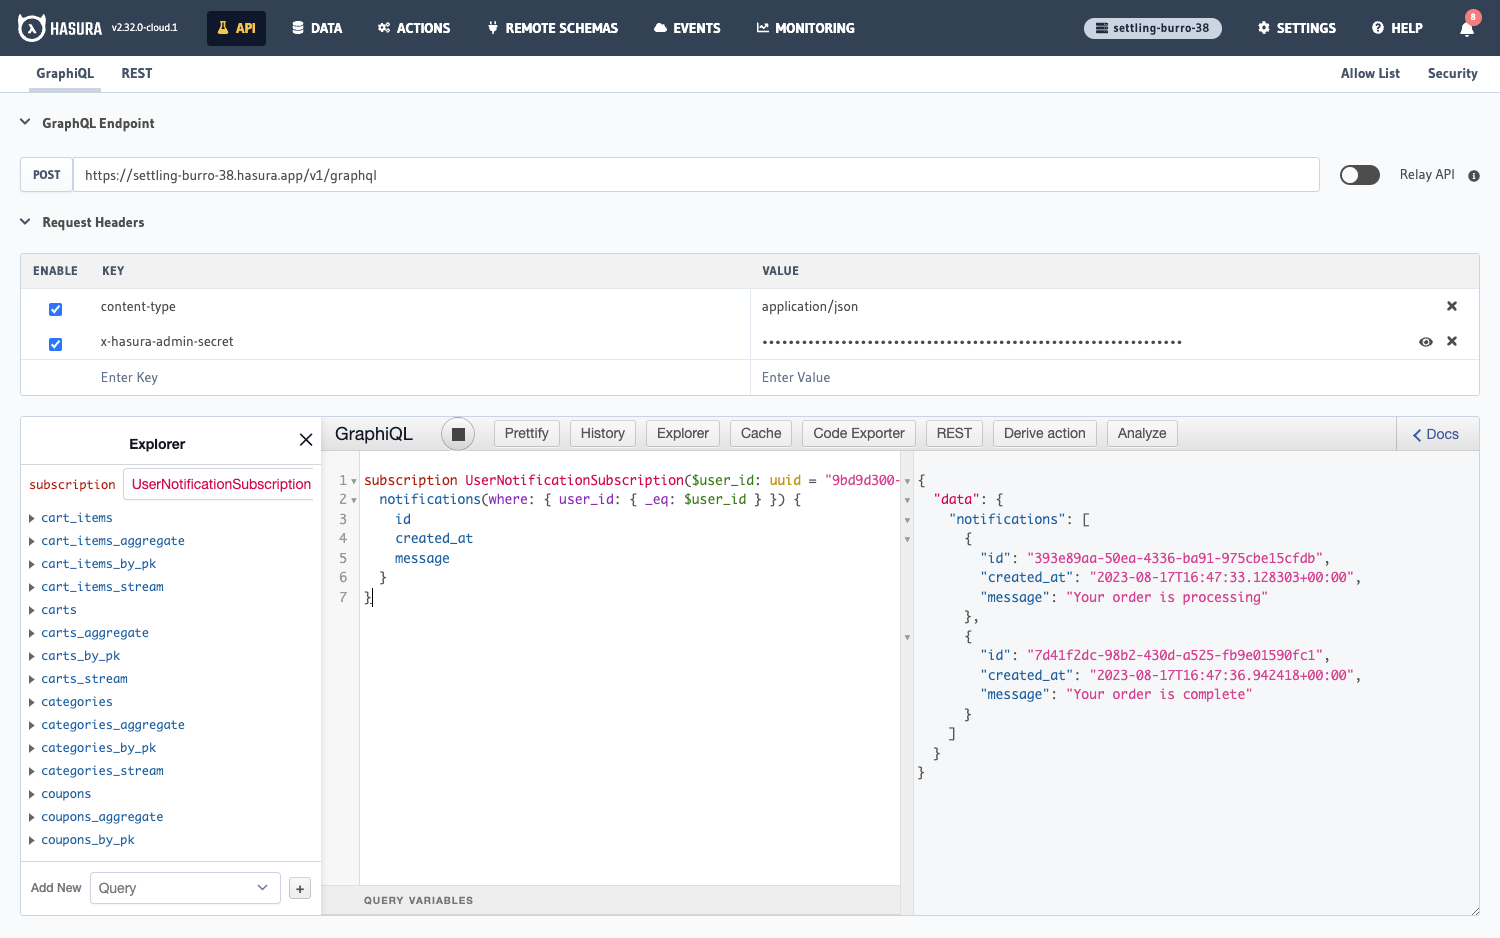 HASURA v2.32.0-cloud.1 API DATA ACTIONS REMOTE SCHEMAS EVENTS MONITORING settling-burro-38 SETTINGS HELP 8
GraphiQL REST Allow List Security
GraphQL Endpoint
POST https://settling-burro-38.hasura.app/v1/graphql Relay API
Request Headers
ENABLE KEY VALUE
content-type application/json
x-hasura-admin-secret ••••••••••••••••••••••••••••••••••••••••••••••••••••••••••••••••
Enter Key Enter Value
Explorer
subscription UserNotificationSubscription
cart_items
cart_items_aggregate
cart_items_by_pk
cart_items_stream
carts
carts_aggregate
carts_by_pk
carts_stream
categories
categories_aggregate
categories_by_pk
categories_stream
coupons
coupons_aggregate
coupons_by_pk
Add New Query +
GraphiQL Prettify History Explorer Cache Code Exporter REST Derive action Analyze Docs
1 subscription UserNotificationSubscription($user_id: uuid = "9bd9d300-
2 notifications(where: { user_id: { _eq: $user_id } }) {
3 id
4 created_at
5 message
6 }
7 }
QUERY VARIABLES
{
"data": {
"notifications": [
{
"id": "393e89aa-50ea-4336-ba91-975cbe15cfdb",
"created_at": "2023-08-17T16:47:33.128303+00:00",
"message": "Your order is processing"
},
{
"id": "7d41f2dc-98b2-430d-a525-fb9e01590fc1",
"created_at": "2023-08-17T16:47:36.942418+00:00",
"message": "Your order is complete"
}
]
}
}